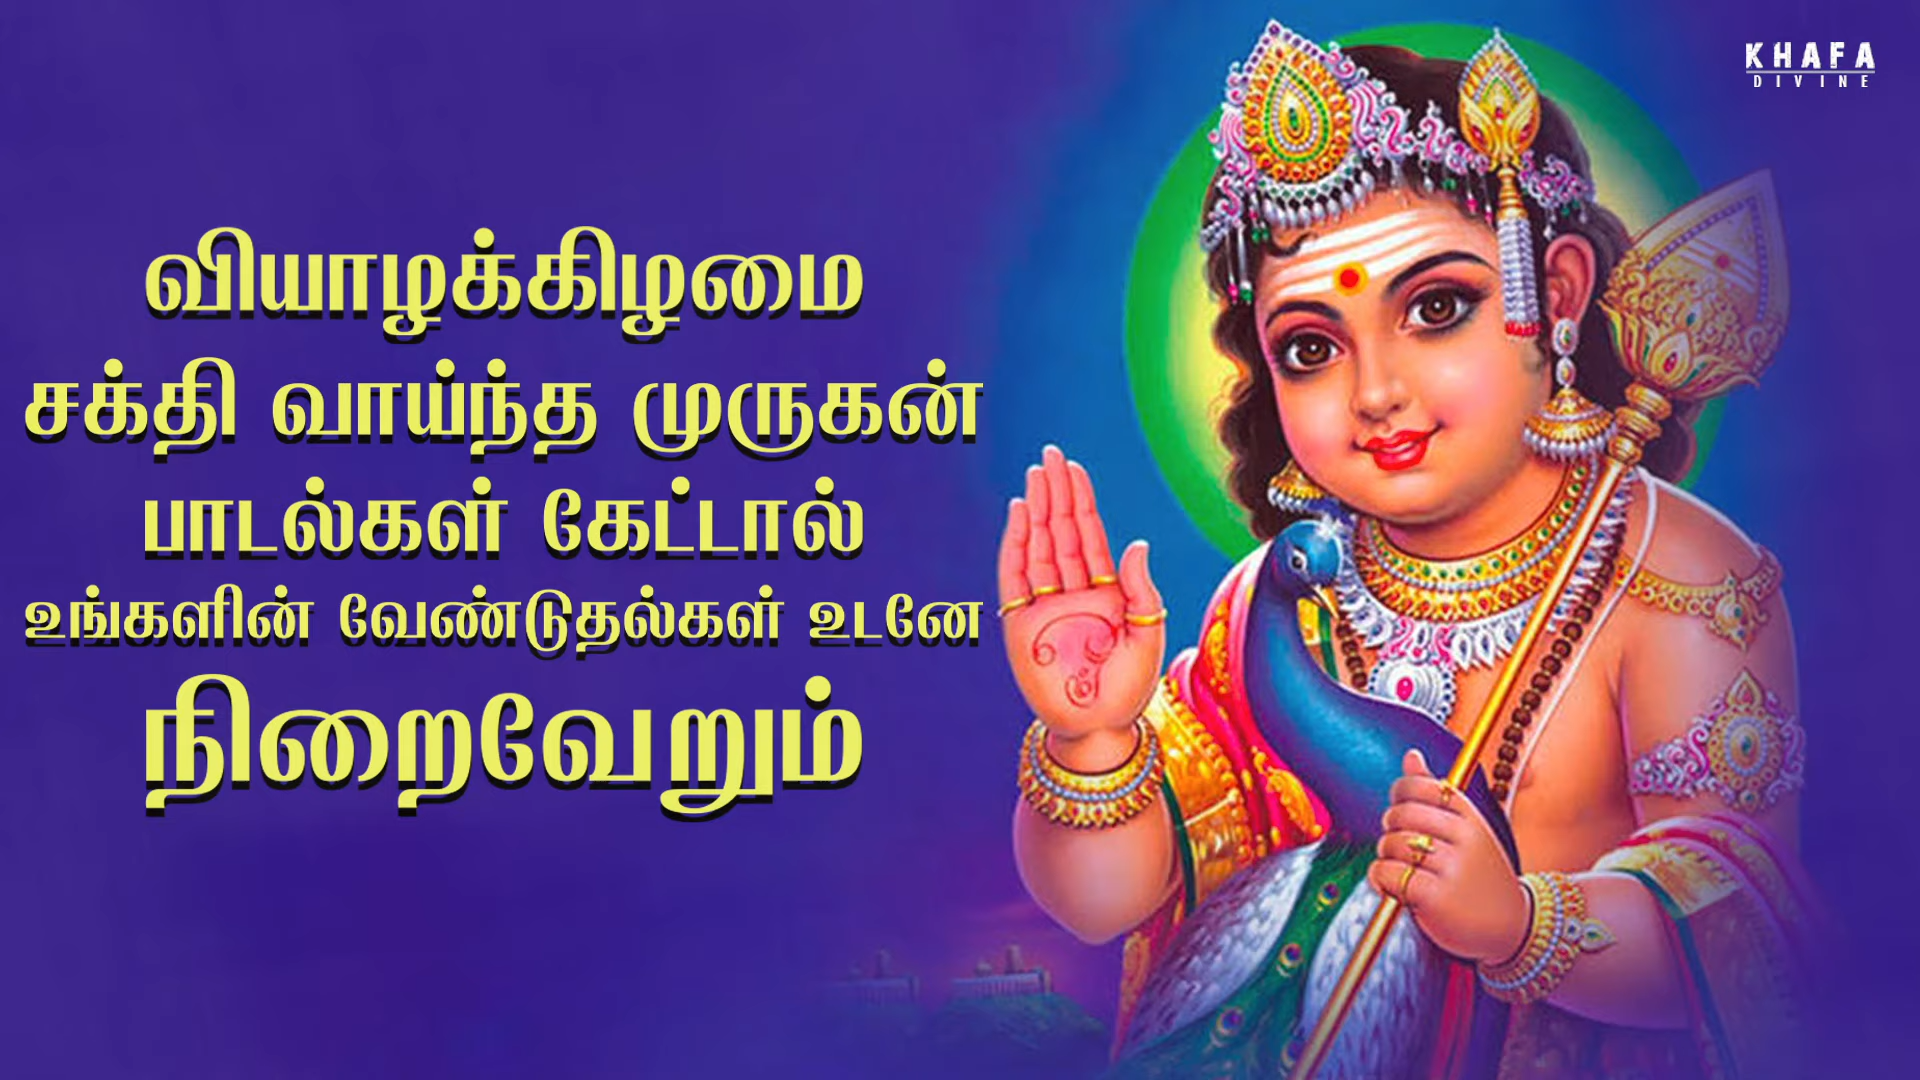 KHAFA
DIVINE
வியாழக்கிழமை
சக்தி வாய்ந்த முருகன்
பாடல்கள் கேட்டால்
உங்களின் வேண்டுதல்கள் உடனே
நிறைவேறும்